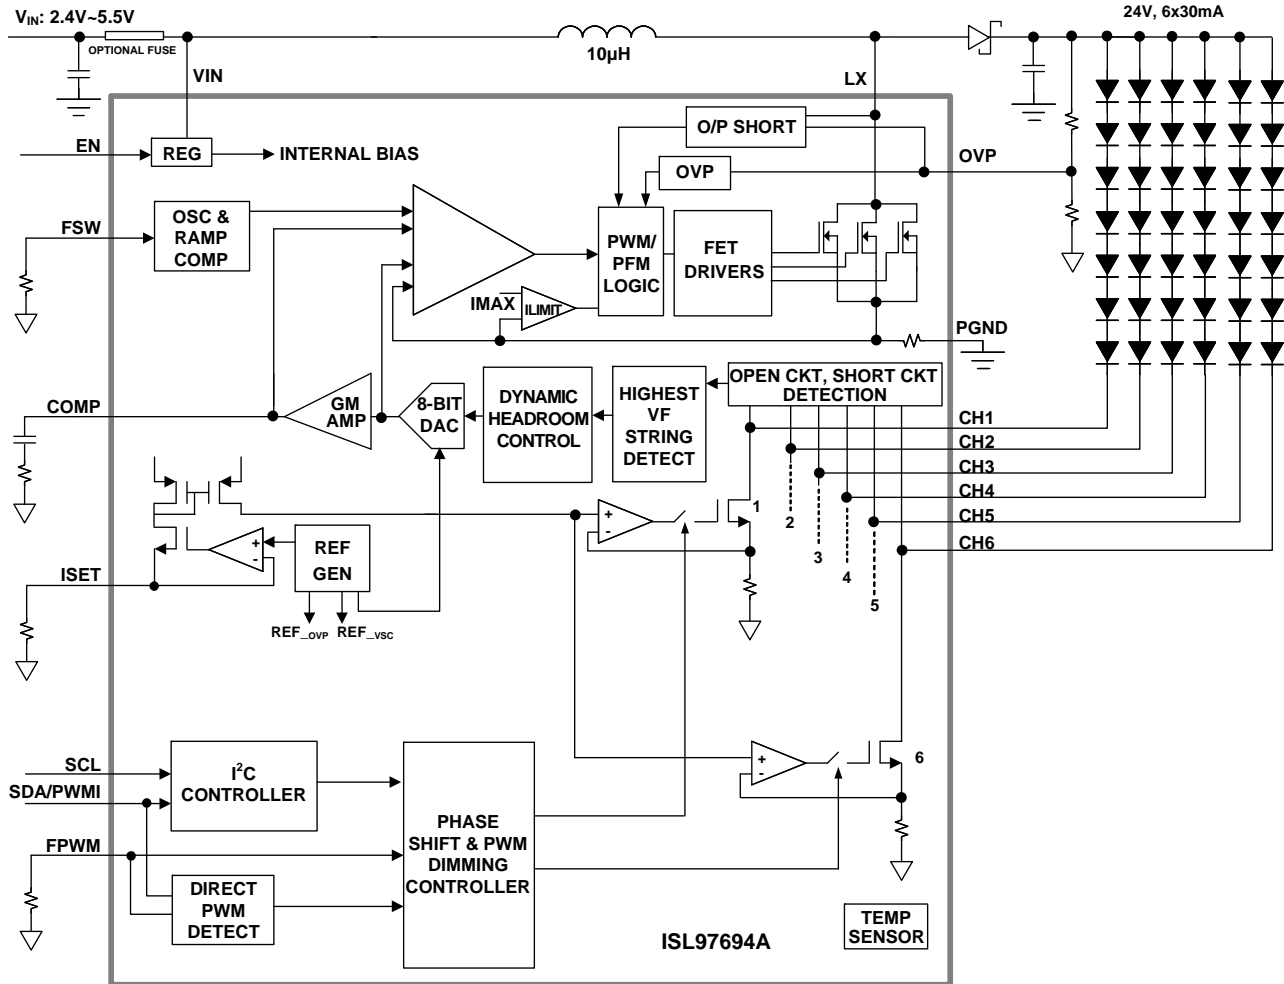 V_IN: 2.4V~5.5V
24V, 6x30mA
OPTIONAL FUSE
10µH
VIN
LX
O/P SHORT
EN
REG
INTERNAL BIAS
OVP
OVP
OSC &
RAMP
COMP
FSW
PWM/
PFM
LOGIC
FET
DRIVERS
IMAX
ILIMIT
PGND
OPEN CKT, SHORT CKT
DETECTION
COMP
GM
AMP
8-BIT
DAC
DYNAMIC
HEADROOM
CONTROL
HIGHEST
VF
STRING
DETECT
CH1
CH2
CH3
CH4
CH5
CH6
+
-
1
2
3
4
5
+
-
REF
GEN
ISET
REF_OVP
REF_VSC
+
-
6
SCL
SDA/PWMI
I²C
CONTROLLER
FPWM
PHASE
SHIFT & PWM
DIMMING
CONTROLLER
DIRECT
PWM
DETECT
TEMP
SENSOR
ISL97694A